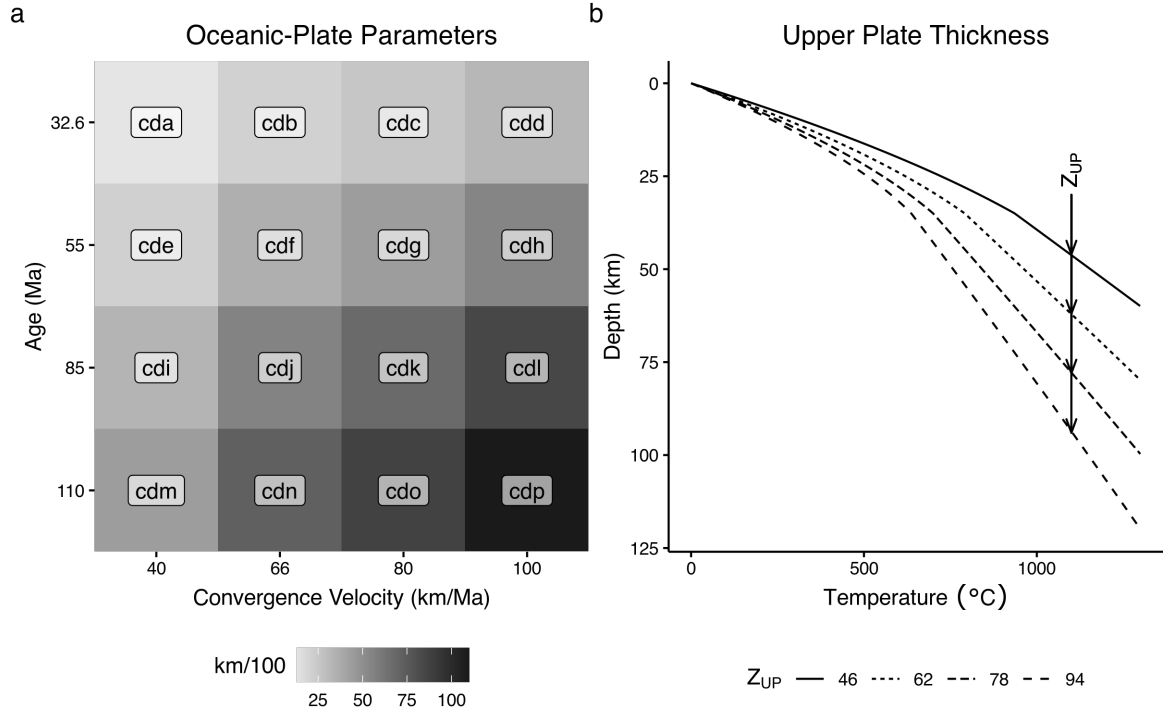 a
Oceanic-Plate Parameters
Age (Ma)
32.6
cda cdb cdc cdd
55
cde cdf cdg cdh
85
cdi cdj cdk cdl
110
cdm cdn cdo cdp
40 66 80 100
Convergence Velocity (km/Ma)
km/100
25 50 75 100
b
Upper Plate Thickness
Depth (km)
0
25
50
75
100
125
Z_UP
0 500 1000
Temperature (°C)
Z_UP 46 62 78 94